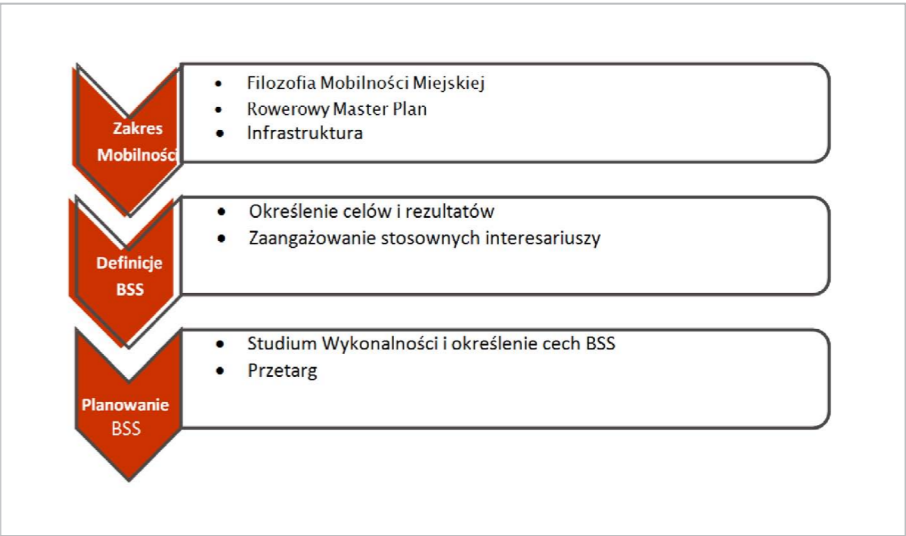 Zakres
Mobilności
• Filozofia Mobilności Miejskiej
• Rowerowy Master Plan
• Infrastruktura
Definicje
BSS
• Określenie celów i rezultatów
• Zaangażowanie stosownych interesariuszy
Planowanie
BSS
• Studium Wykonalności i określenie cech BSS
• Przetarg